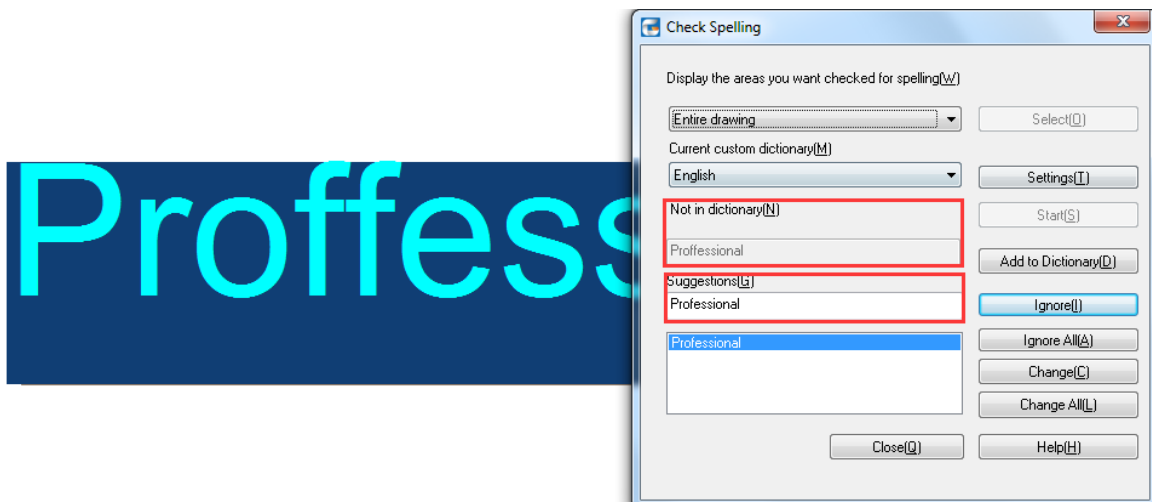 Check Spelling
Display the areas you want checked for spelling(W)
Entire drawing
Select(O)
Current custom dictionary(M)
English
Settings(T)
Not in dictionary(N)
Start(S)
Proffessional
Add to Dictionary(D)
Suggestions(G)
Professional
Ignore(I)
Professional
Ignore All(A)
Change(C)
Change All(L)
Close(Q)
Help(H)
Proffess